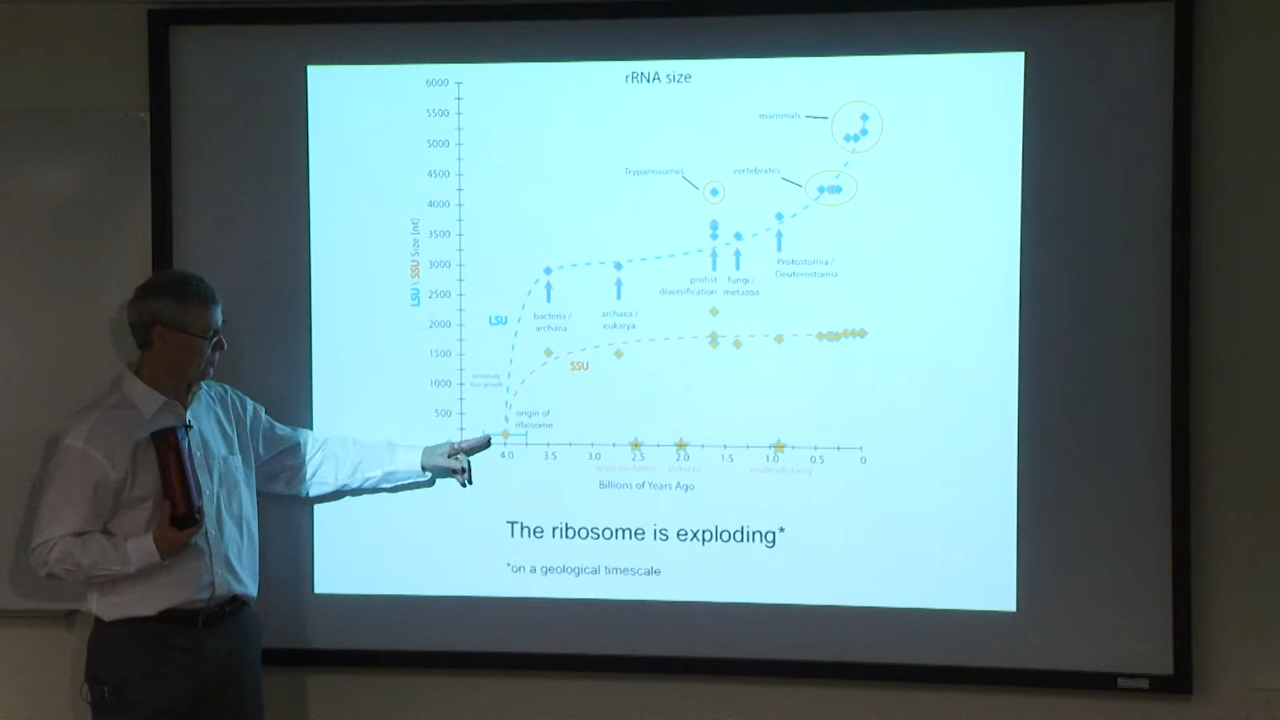 rRNA size
6000
5500
5000
4500
4000
3500
3000
2500
2000
1500
1000
500
LSU \ SSU Size [nt]
mammals
Trypanosomes
vertebrates
Protostomia /
Deuterostomia
protist
diversification
fungi /
metazoa
bacteria /
archaea
archaea /
eukarya
LSU
SSU
origin of
ribosome
4.0
3.5
3.0
2.5
2.0
1.5
1.0
0.5
0
great oxidation
eukarya
multicellularity
Billions of Years Ago
The ribosome is exploding*
*on a geological timescale